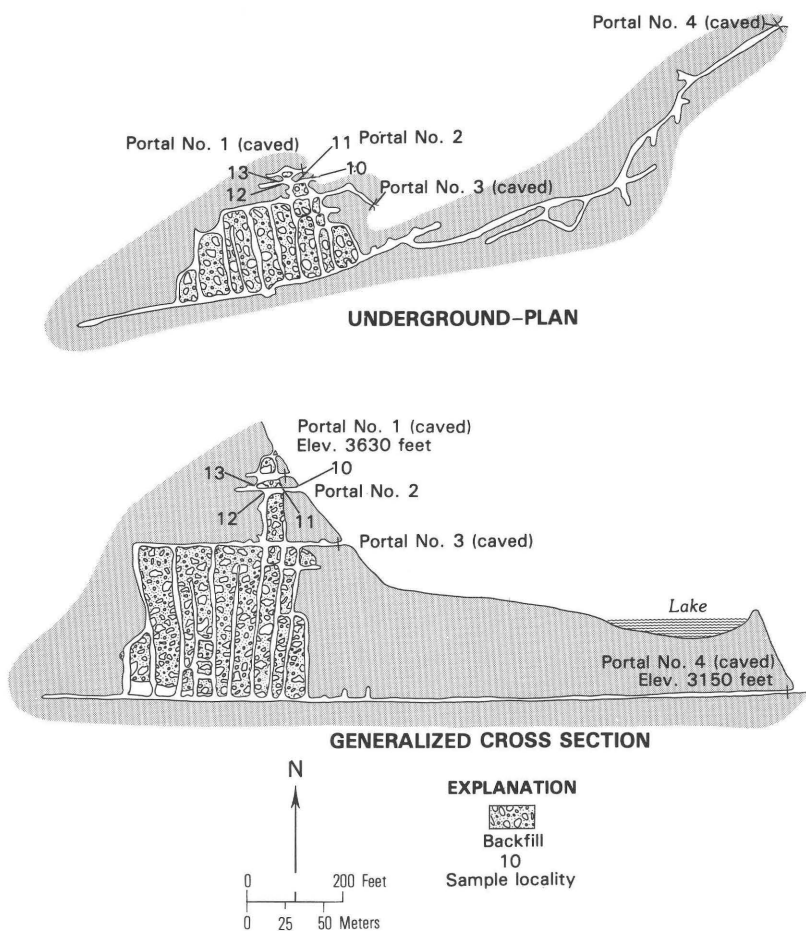 Portal No. 4 (caved)
Portal No. 1 (caved)
11 Portal No. 2
13
10
12
Portal No. 3 (caved)
UNDERGROUND–PLAN
Portal No. 1 (caved)
Elev. 3630 feet
13
10
Portal No. 2
12
11
Portal No. 3 (caved)
Lake
Portal No. 4 (caved)
Elev. 3150 feet
GENERALIZED CROSS SECTION
N
EXPLANATION
Backfill
10
Sample locality
0 200 Feet
0 25 50 Meters